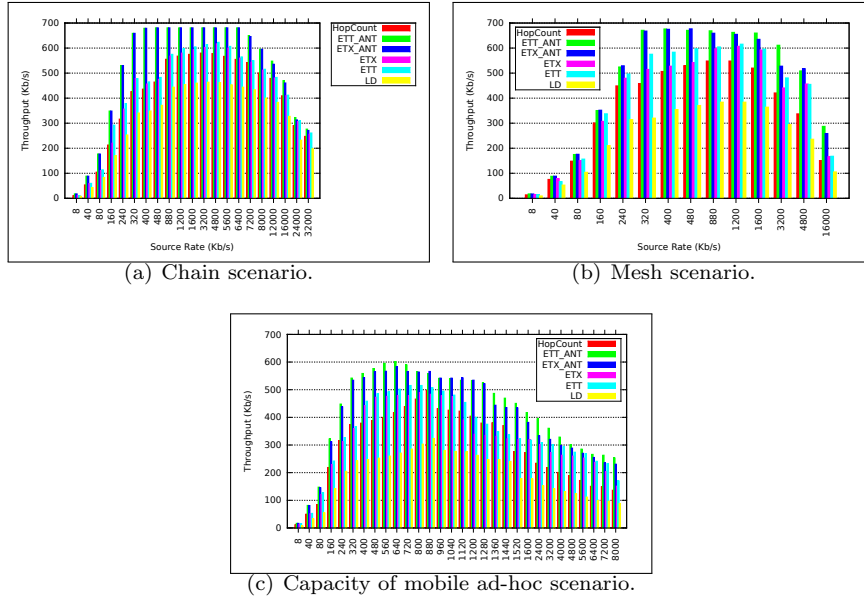 HopCount
ETT_ANT
ETX_ANT
ETX
ETT
LD
Throughput (Kb/s)
700
600
500
400
300
200
100
0
8 40 80 160 240 320 400 480 880 1200 1600 3200 4800 5600 6400 7200 8000 12000 16000 24000 32000
Source Rate (Kb/s)
(a) Chain scenario.
HopCount
ETT_ANT
ETX_ANT
ETX
ETT
LD
Throughput (Kb/s)
700
600
500
400
300
200
100
0
8 40 80 160 240 320 400 480 880 1200 1600 3200 4800 16000
Source Rate (Kb/s)
(b) Mesh scenario.
HopCount
ETT_ANT
ETX_ANT
ETX
ETT
LD
Throughput (Kb/s)
700
600
500
400
300
200
100
0
8 40 80 160 240 320 400 480 560 640 720 800 880 960 1040 1120 1200 1280 1360 1440 1520 1600 2400 3200 4000 4800 5600 6400 7200 8000
(c) Capacity of mobile ad-hoc scenario.